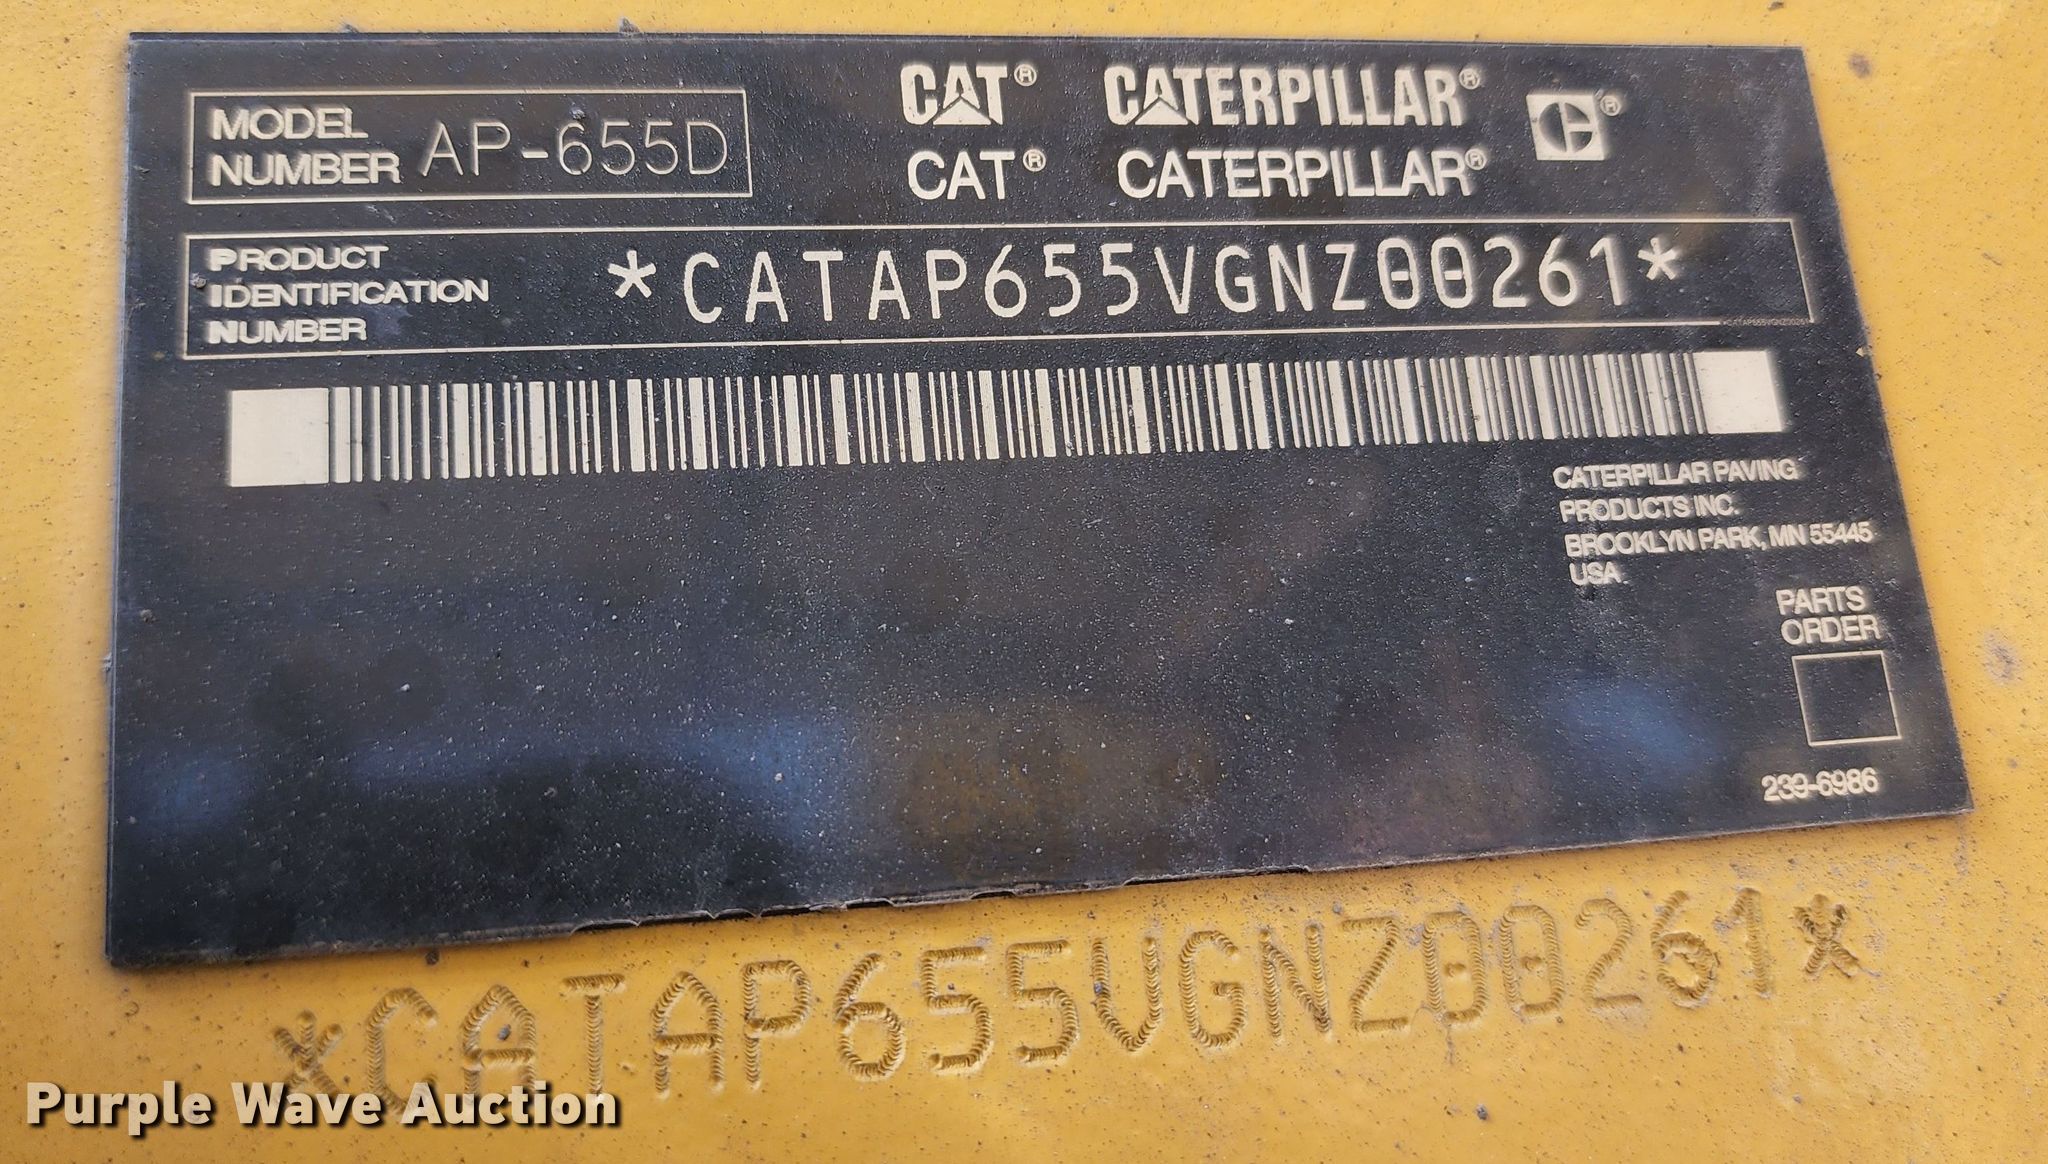 MODEL
NUMBER AP-655D
CAT® CATERPILLAR® ®
CAT® CATERPILLAR®
PRODUCT
IDENTIFICATION
NUMBER
*CATAP655VGNZ00261*
CATERPILLAR PAVING
PRODUCTS INC.
BROOKLYN PARK, MN 55445
USA
PARTS
ORDER
239-6986
*CATAP655VGNZ00261*
Purple Wave Auction